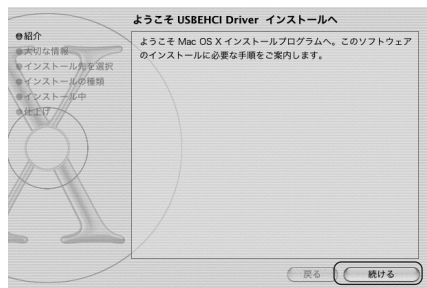 ようこそ USBEHCI Driver インストールへ
紹介
大切な情報
インストール先を選択
インストールの種類
インストール中
仕上げ
ようこそ Mac OS X インストールプログラムへ。このソフトウェア
のインストールに必要な手順をご案内します。
戻る
続ける